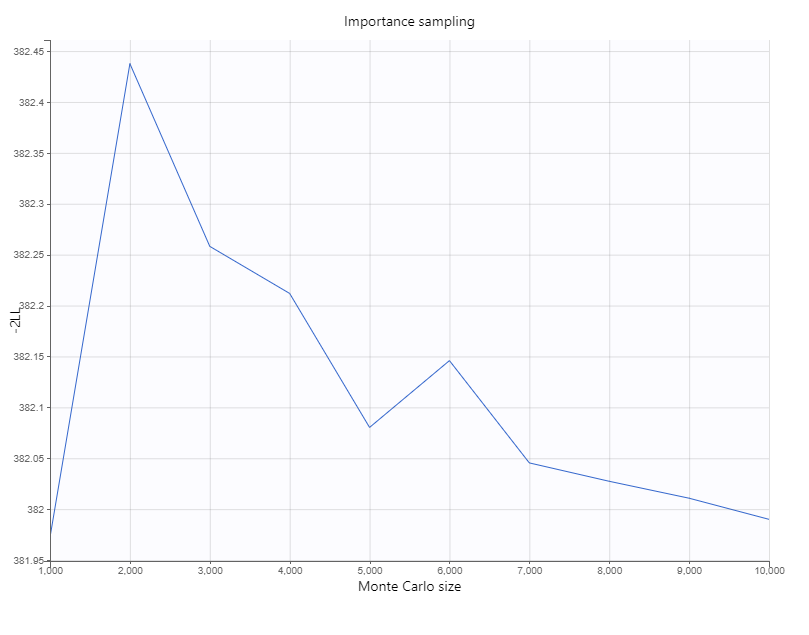 Importance sampling
382.45
382.4
382.35
382.3
382.25
382.2
-2LL
382.15
382.1
382.05
382
381.95
1,000 2,000 3,000 4,000 5,000 6,000 7,000 8,000 9,000 10,000
Monte Carlo size